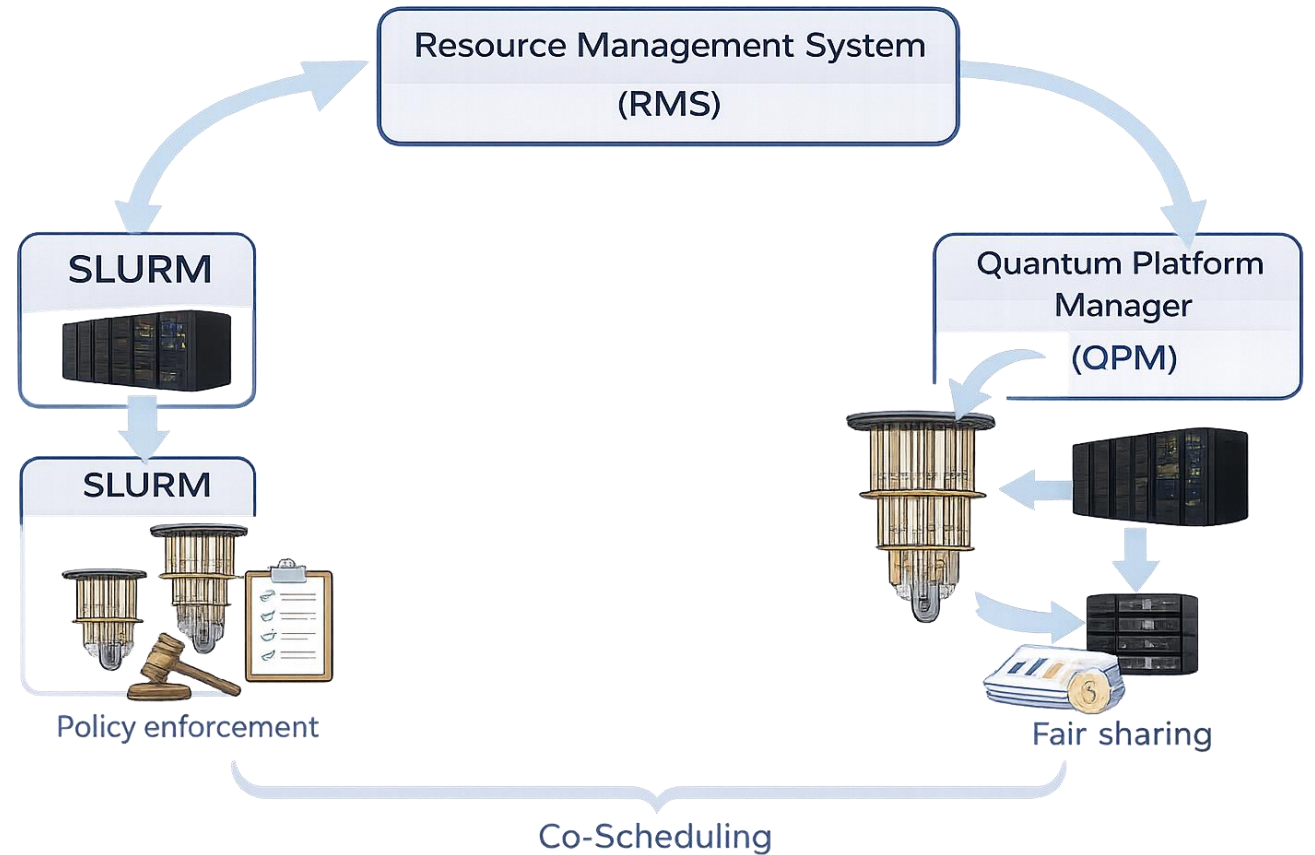 Resource Management System
(RMS)
SLURM
Quantum Platform
Manager
(QPM)
SLURM
Policy enforcement
Fair sharing
Co-Scheduling